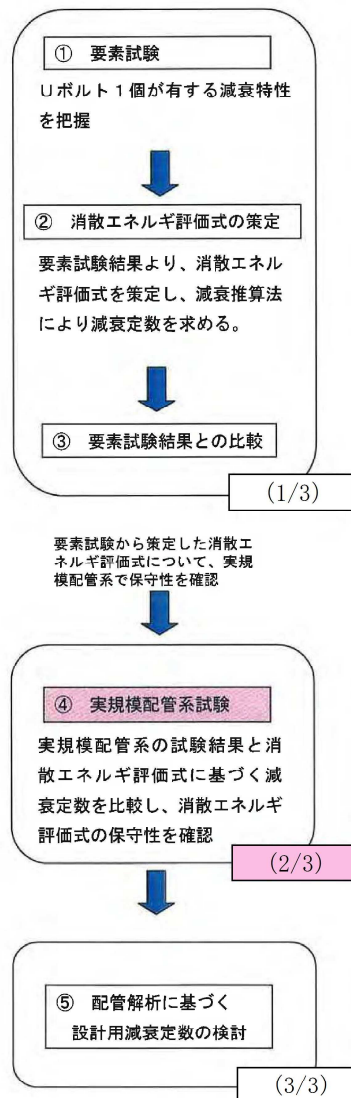 ① 要素試験
Uボルト1個が有する減衰特性
を把握
② 消散エネルギ評価式の策定
要素試験結果より、消散エネル
ギ評価式を策定し、減衰推算法
により減衰定数を求める。
③ 要素試験結果との比較
(1/3)
要素試験から策定した消散エ
ネルギ評価式について、実規
模配管系で保守性を確認
④ 実規模配管系試験
実規模配管系の試験結果と消
散エネルギ評価式に基づく減
衰定数を比較し、消散エネルギ
評価式の保守性を確認
(2/3)
⑤ 配管解析に基づく
設計用減衰定数の検討
(3/3)